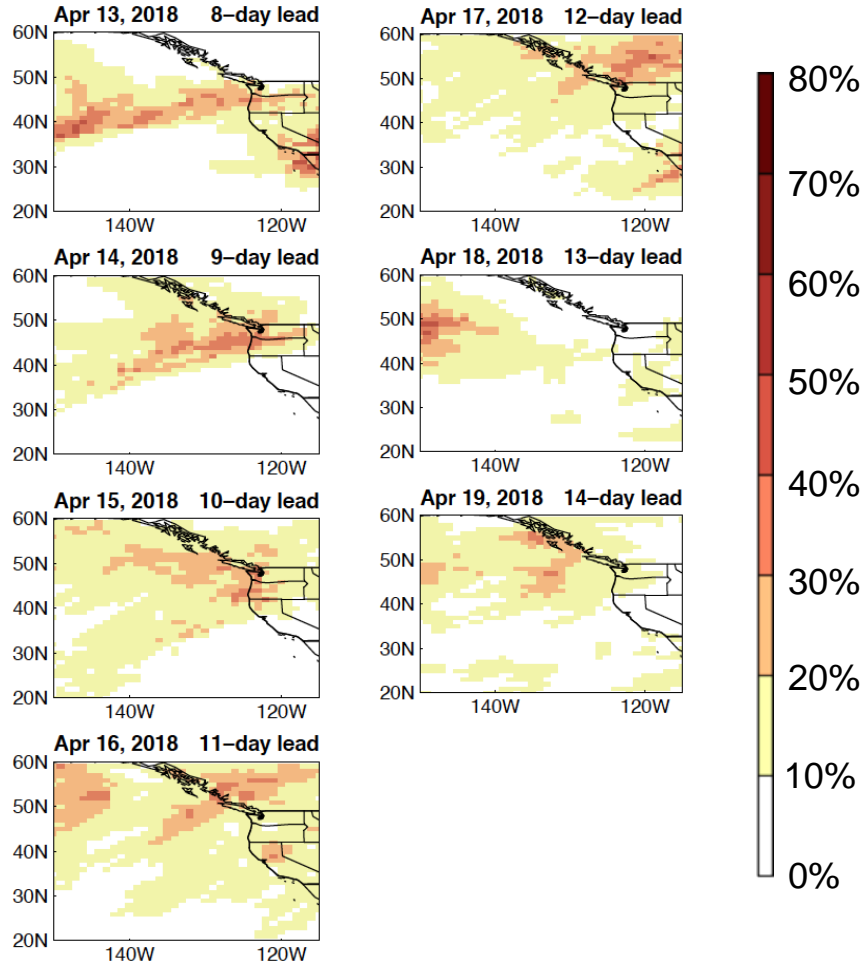 Apr 13, 2018 8−day lead
60N
50N
40N
30N
20N
140W 120W
Apr 14, 2018 9−day lead
60N
50N
40N
30N
20N
140W 120W
Apr 15, 2018 10−day lead
60N
50N
40N
30N
20N
140W 120W
Apr 16, 2018 11−day lead
60N
50N
40N
30N
20N
140W 120W
Apr 17, 2018 12−day lead
60N
50N
40N
30N
20N
140W 120W
Apr 18, 2018 13−day lead
60N
50N
40N
30N
20N
140W 120W
Apr 19, 2018 14−day lead
60N
50N
40N
30N
20N
140W 120W
80%
70%
60%
50%
40%
30%
20%
10%
0%